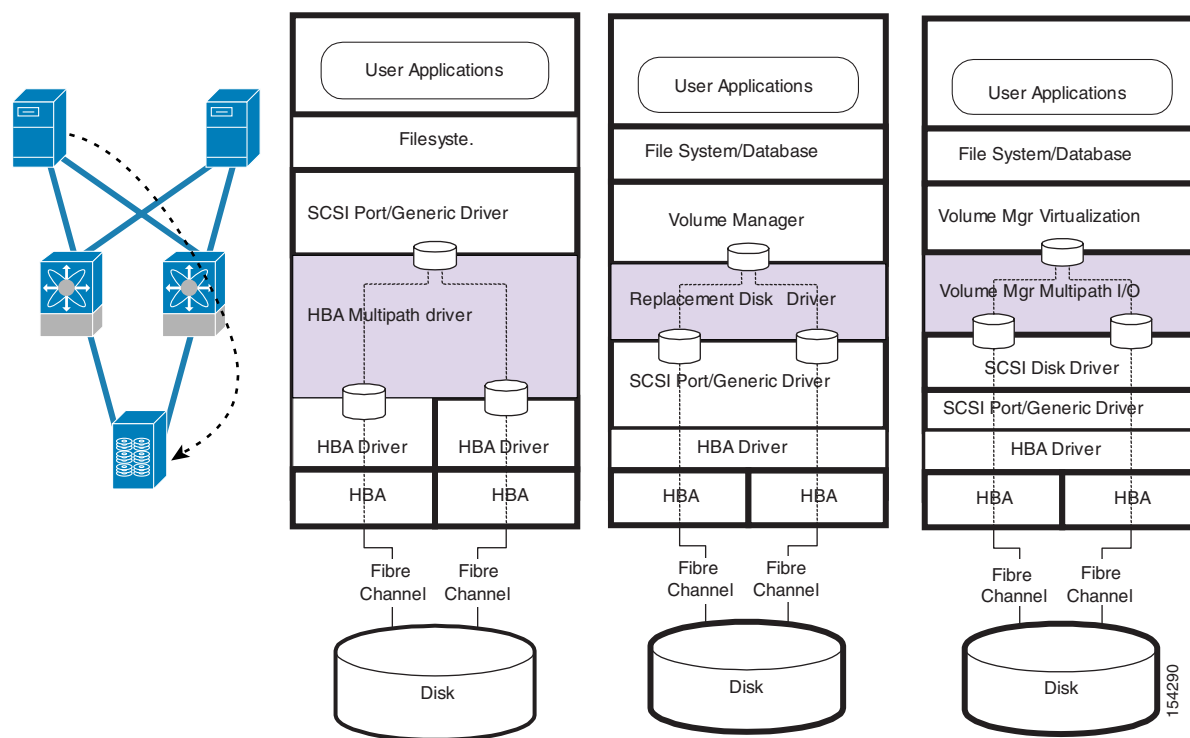 User Applications
Filesyste.
SCSI Port/Generic Driver
HBA Multipath driver
HBA Driver
HBA Driver
HBA
HBA
Fibre
Channel
Fibre
Channel
Disk
User Applications
File System/Database
Volume Manager
Replacement Disk Driver
SCSI Port/Generic Driver
HBA Driver
HBA
HBA
Fibre
Channel
Fibre
Channel
Disk
User Applications
File System/Database
Volume Mgr Virtualization
Volume Mgr Multipath I/O
SCSI Disk Driver
SCSI Port/Generic Driver
HBA Driver
HBA
HBA
Fibre
Channel
Fibre
Channel
Disk
154290